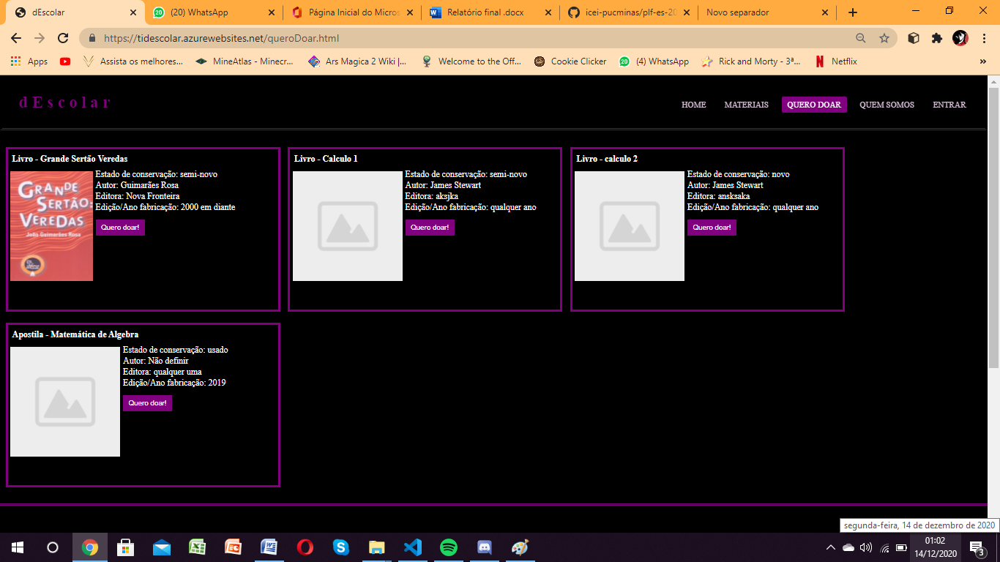 dEscolar
(20) WhatsApp
Página Inicial do Micros
Relatório final .docx
icei-pucminas/plf-es-20
Novo separador
https://tidescolar.azurewebsites.net/queroDoar.html
Apps
Assista os melhores...
MineAtlas - Minecr...
Ars Magica 2 Wiki |...
Welcome to the Off...
Cookie Clicker
(4) WhatsApp
Rick and Morty - 3ª...
Netflix
»
dEscolar
HOME
MATERIAIS
QUERO DOAR
QUEM SOMOS
ENTRAR
Livro - Grande Sertão Veredas
GRANDE
SERTÃO:
VEREDAS
João Guimarães Rosa
Estado de conservação: semi-novo
Autor: Guimarães Rosa
Editora: Nova Fronteira
Edição/Ano fabricação: 2000 em diante
Quero doar!
Livro - Calculo 1
Estado de conservação: semi-novo
Autor: James Stewart
Editora: aksjka
Edição/Ano fabricação: qualquer ano
Quero doar!
Livro - calculo 2
Estado de conservação: novo
Autor: James Stewart
Editora: ansksaka
Edição/Ano fabricação: qualquer ano
Quero doar!
Apostila - Matemática de Algebra
Estado de conservação: usado
Autor: Não definir
Editora: qualquer uma
Edição/Ano fabricação: 2019
Quero doar!
segunda-feira, 14 de dezembro de 2020
01:02
14/12/2020
3